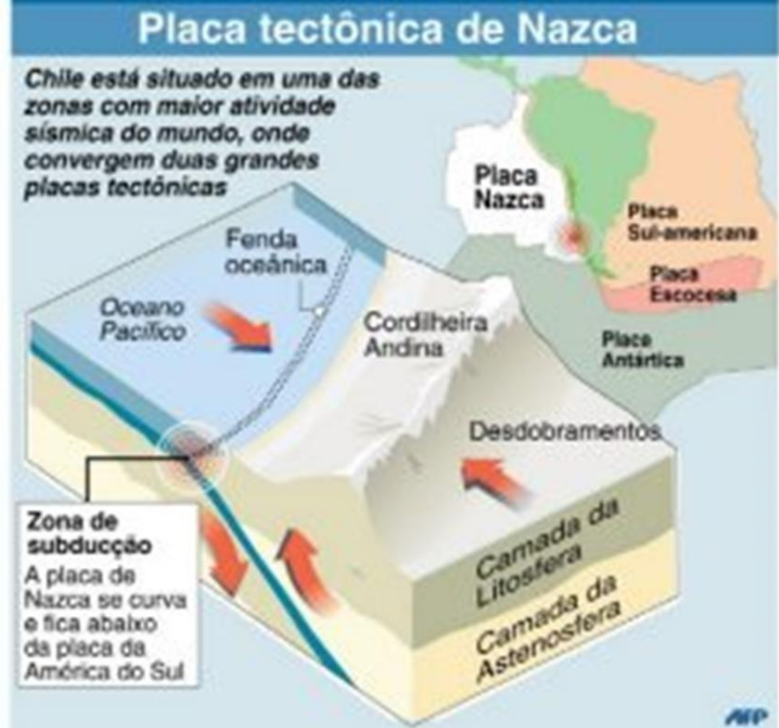 Placa tectônica de Nazca
Chile está situado em uma das
zonas com maior atividade
sísmica do mundo, onde
convergem duas grandes
placas tectônicas
Placa
Nazca
Placa
Sul-americana
Placa
Escocesa
Placa
Antártica
Fenda
oceânica
Oceano
Pacífico
Cordilheira
Andina
Desdobramentos
Zona de
subducção
A placa de
Nazca se curva
e fica abaixo
da placa da
América do Sul
Camada da
Litosfera
Camada da
Astenosfera
AFP